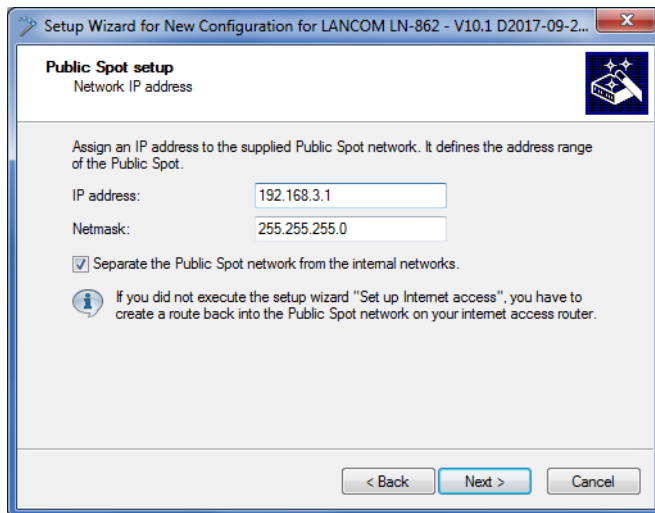 Setup Wizard for New Configuration for LANCOM LN-862 - V10.1 D2017-09-2...
X
Public Spot setup
Network IP address
Assign an IP address to the supplied Public Spot network. It defines the address range
of the Public Spot.
IP address: 192.168.3.1
Netmask: 255.255.255.0
Separate the Public Spot network from the internal networks.
If you did not execute the setup wizard "Set up Internet access", you have to
create a route back into the Public Spot network on your internet access router.
< Back Next > Cancel